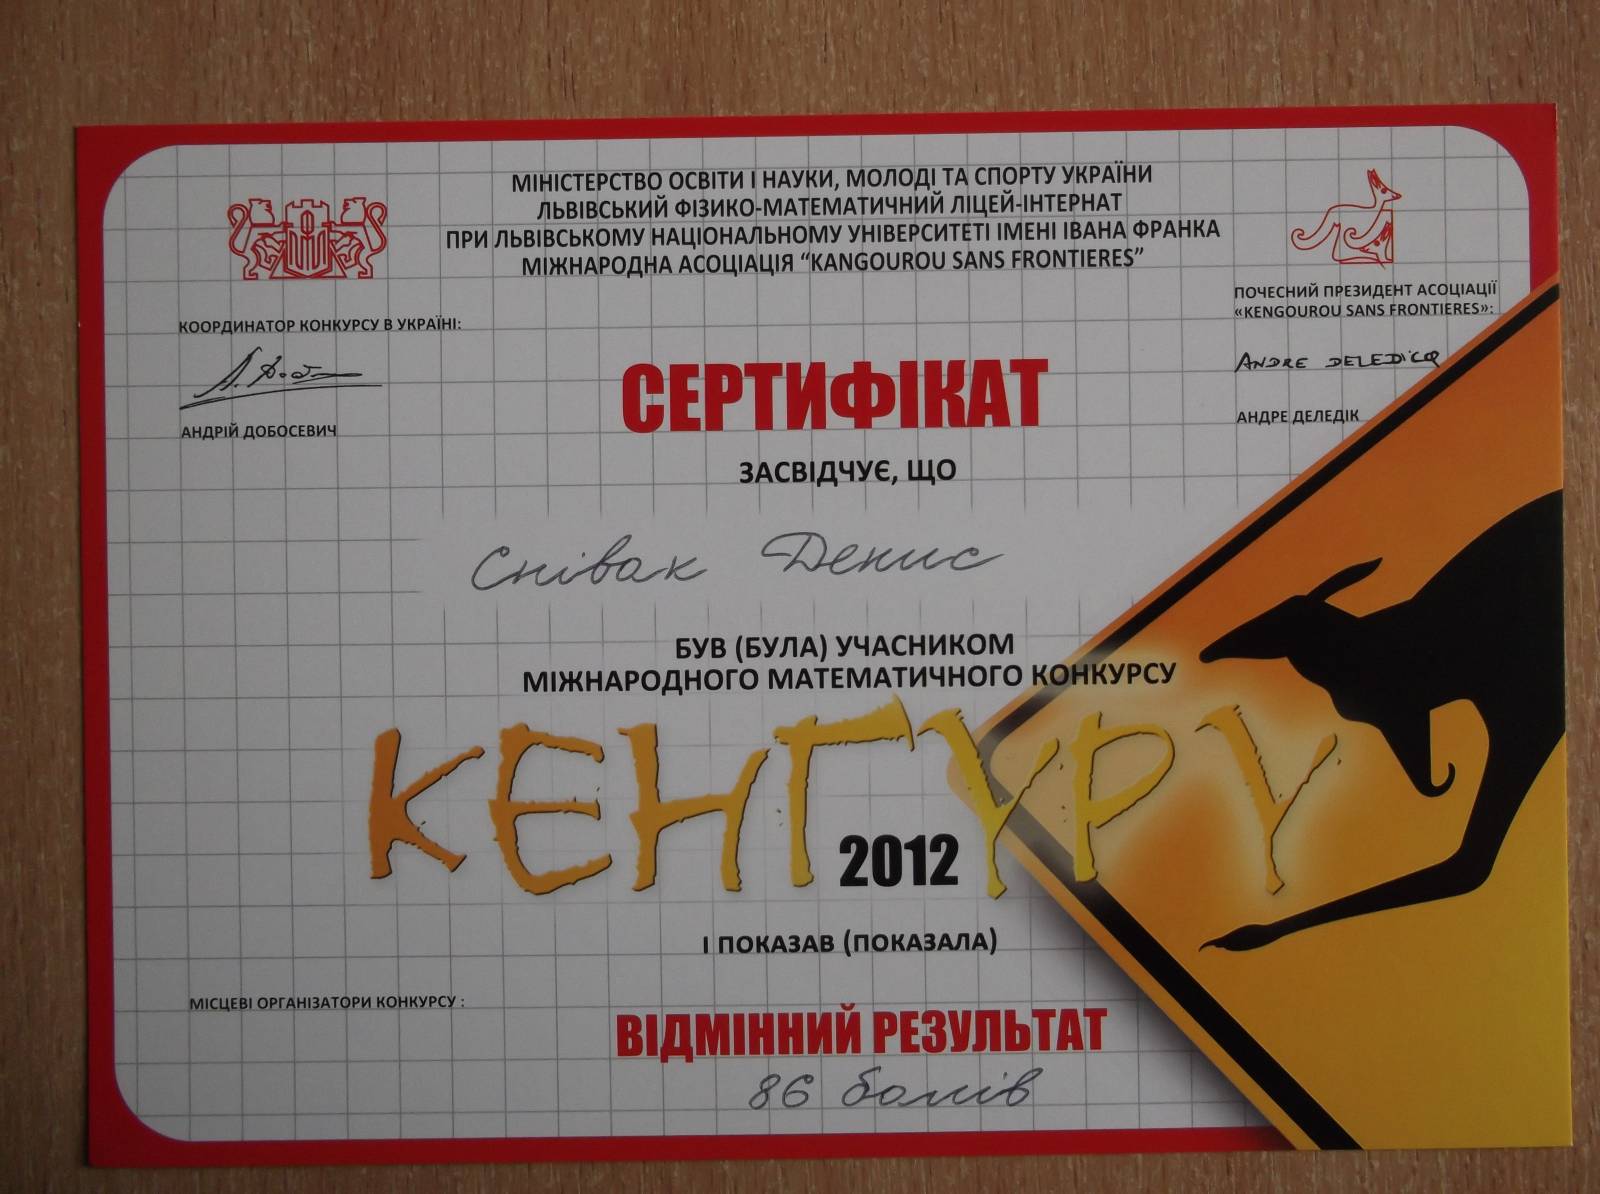 МІНІСТЕРСТВО ОСВІТИ І НАУКИ, МОЛОДІ ТА СПОРТУ УКРАЇНИ
ЛЬВІВСЬКИЙ ФІЗИКО-МАТЕМАТИЧНИЙ ЛІЦЕЙ-ІНТЕРНАТ
ПРИ ЛЬВІВСЬКОМУ НАЦІОНАЛЬНОМУ УНІВЕРСИТЕТІ ІМЕНІ ІВАНА ФРАНКА
МІЖНАРОДНА АСОЦІАЦІЯ “KANGOUROU SANS FRONTIERES”
КООРДИНАТОР КОНКУРСУ В УКРАЇНІ:
АНДРІЙ ДОБОСЕВИЧ
ПОЧЕСНИЙ ПРЕЗИДЕНТ АСОЦІАЦІЇ
«KENGOUROU SANS FRONTIERES»:
ANDRE DELEDICQ
АНДРЕ ДЕЛЕДІК
СЕРТИФІКАТ
ЗАСВІДЧУЄ, ЩО
Співак Денис
БУВ (БУЛА) УЧАСНИКОМ
МІЖНАРОДНОГО МАТЕМАТИЧНОГО КОНКУРСУ
КЕНГУРУ
2012
І ПОКАЗАВ (ПОКАЗАЛА)
МІСЦЕВІ ОРГАНІЗАТОРИ КОНКУРСУ :
ВІДМІННИЙ РЕЗУЛЬТАТ
86 балів